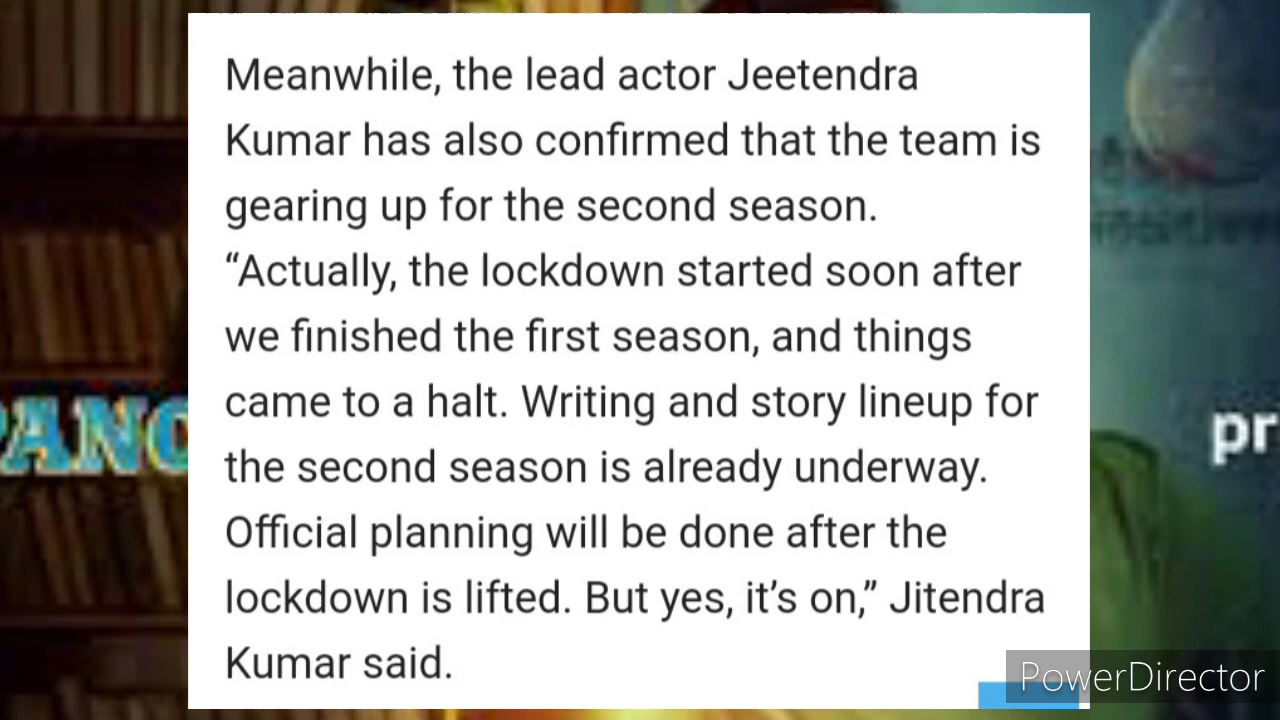 Meanwhile, the lead actor Jeetendra
Kumar has also confirmed that the team is
gearing up for the second season.
“Actually, the lockdown started soon after
we finished the first season, and things
came to a halt. Writing and story lineup for
the second season is already underway.
Official planning will be done after the
lockdown is lifted. But yes, it’s on,” Jitendra
Kumar said.
PANC
pr
PowerDirector